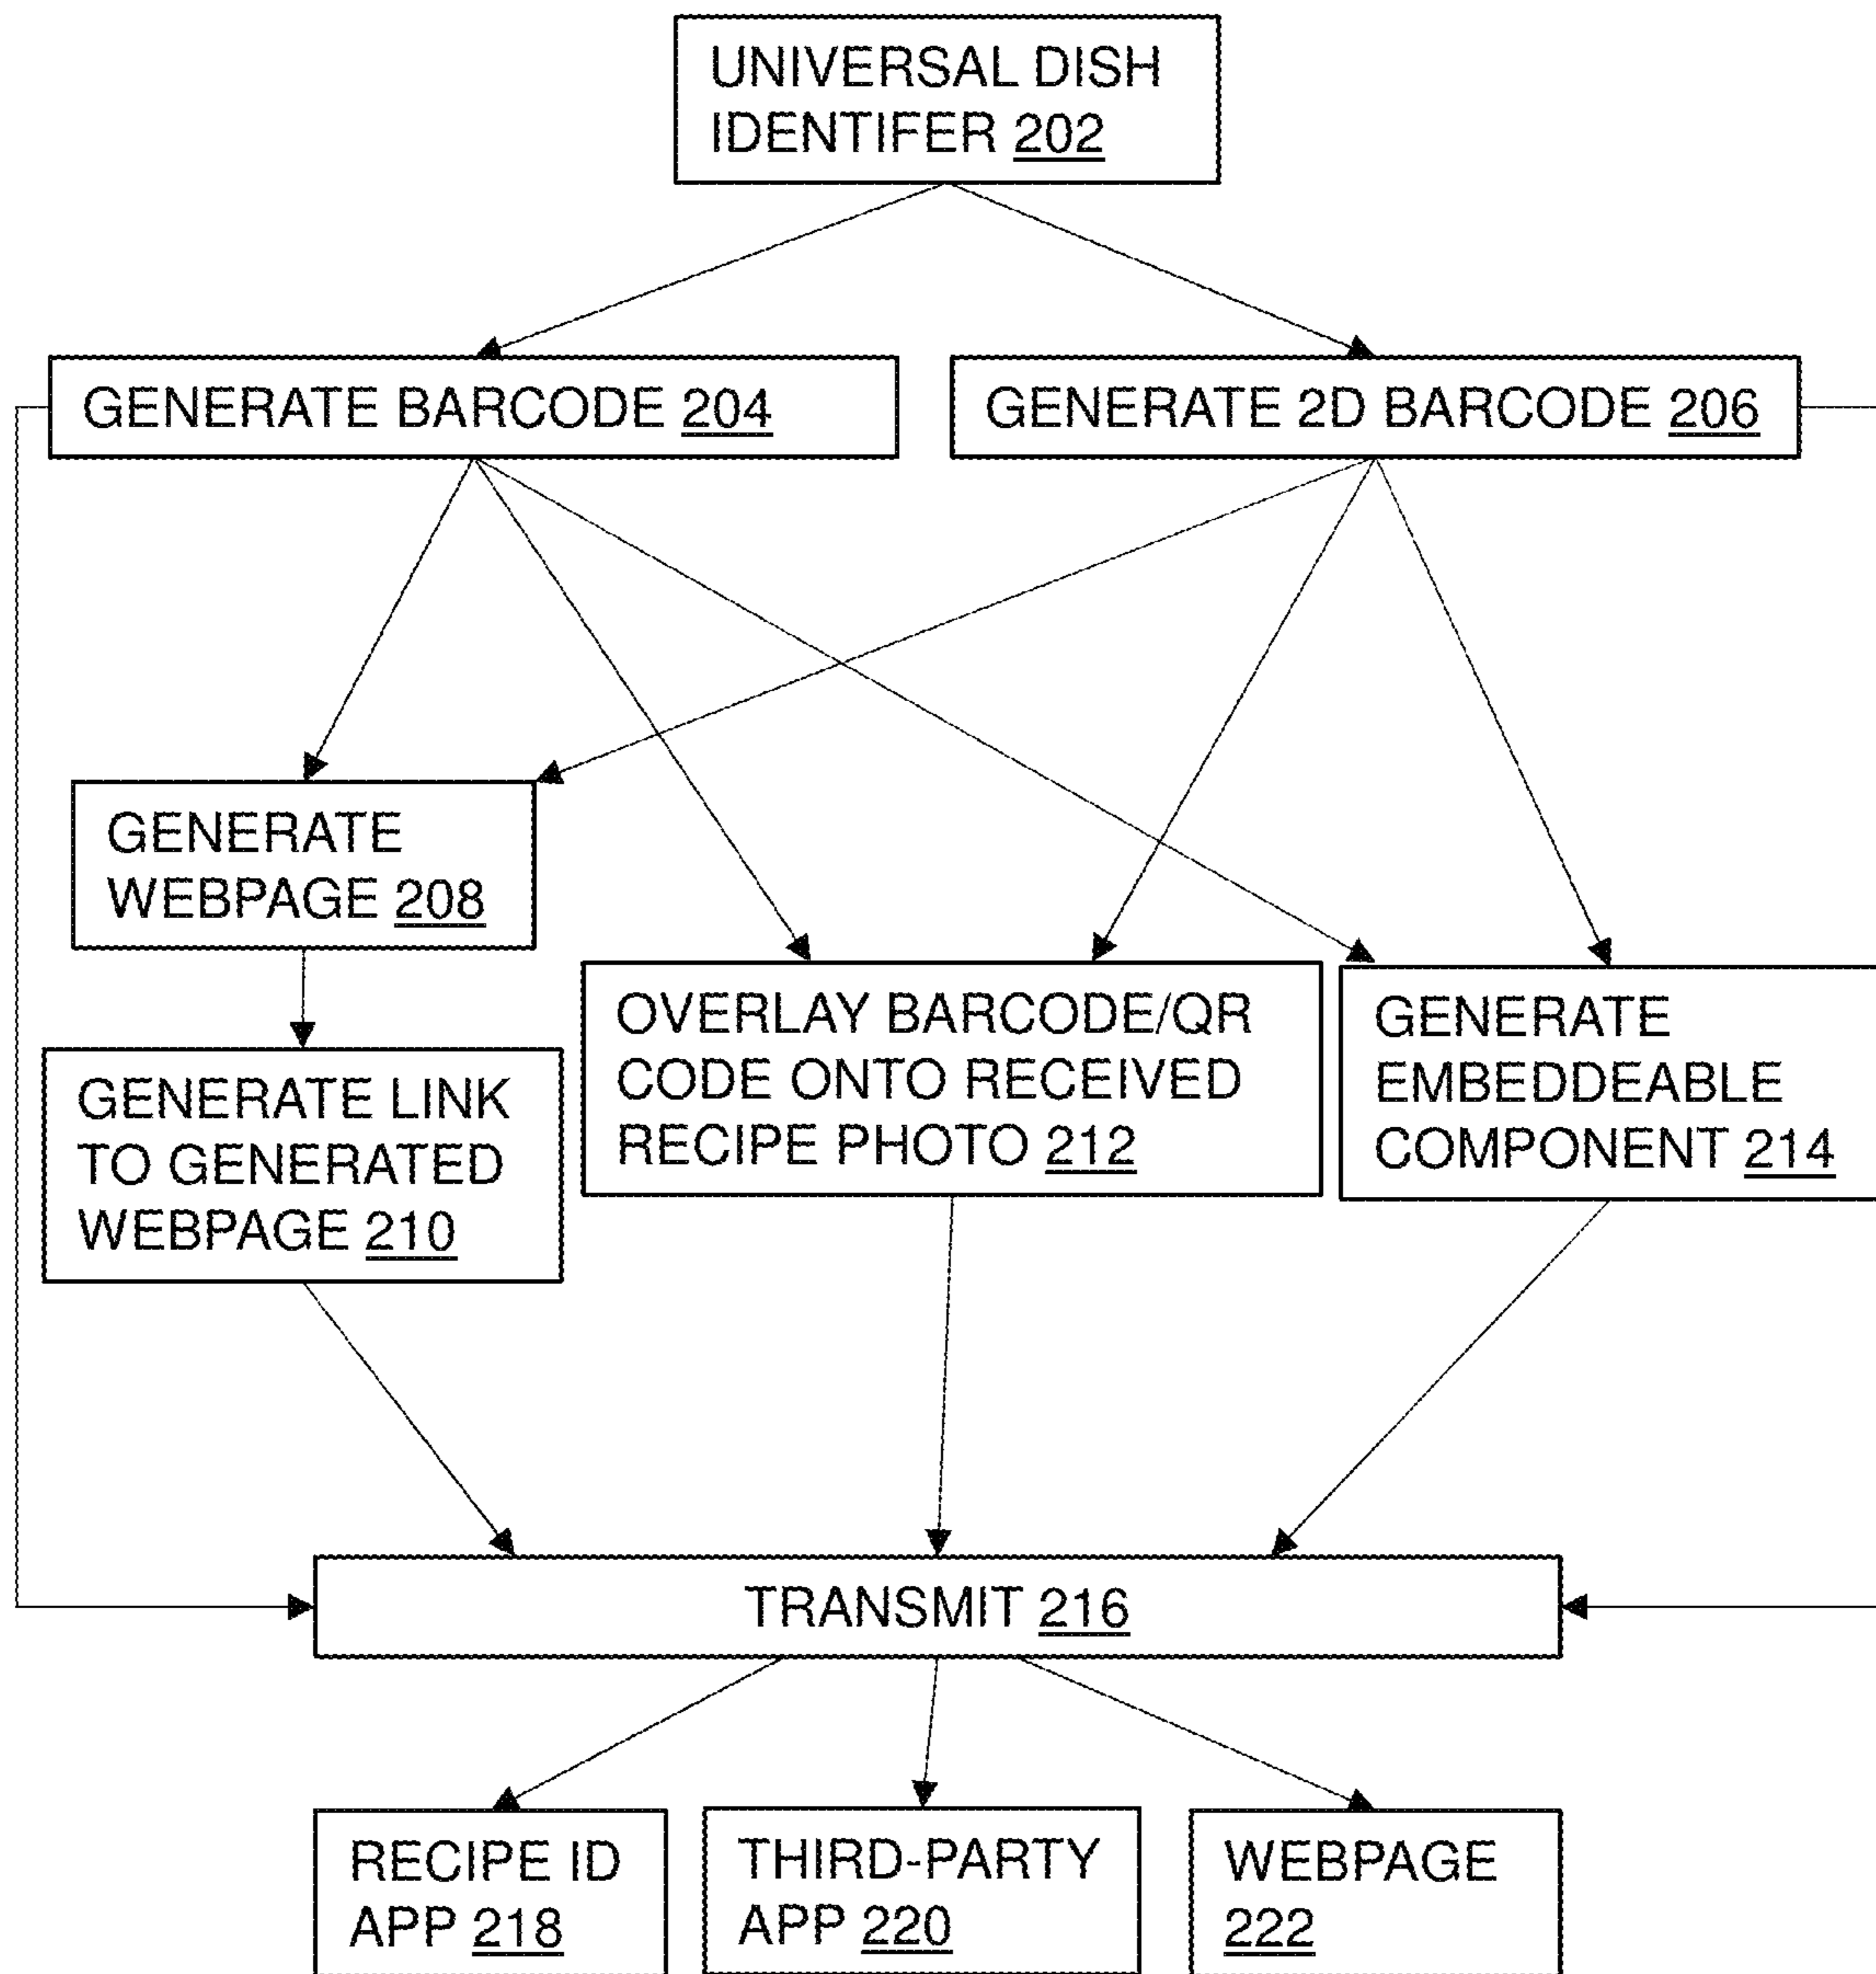 UNIVERSAL DISH
IDENTIFER 202
GENERATE BARCODE 204
GENERATE 2D BARCODE 206
GENERATE
WEBPAGE 208
GENERATE LINK
TO GENERATED
WEBPAGE 210
OVERLAY BARCODE/QR
CODE ONTO RECEIVED
RECIPE PHOTO 212
GENERATE
EMBEDDEABLE
COMPONENT 214
TRANSMIT 216
RECIPE ID
APP 218
THIRD-PARTY
APP 220
WEBPAGE
222